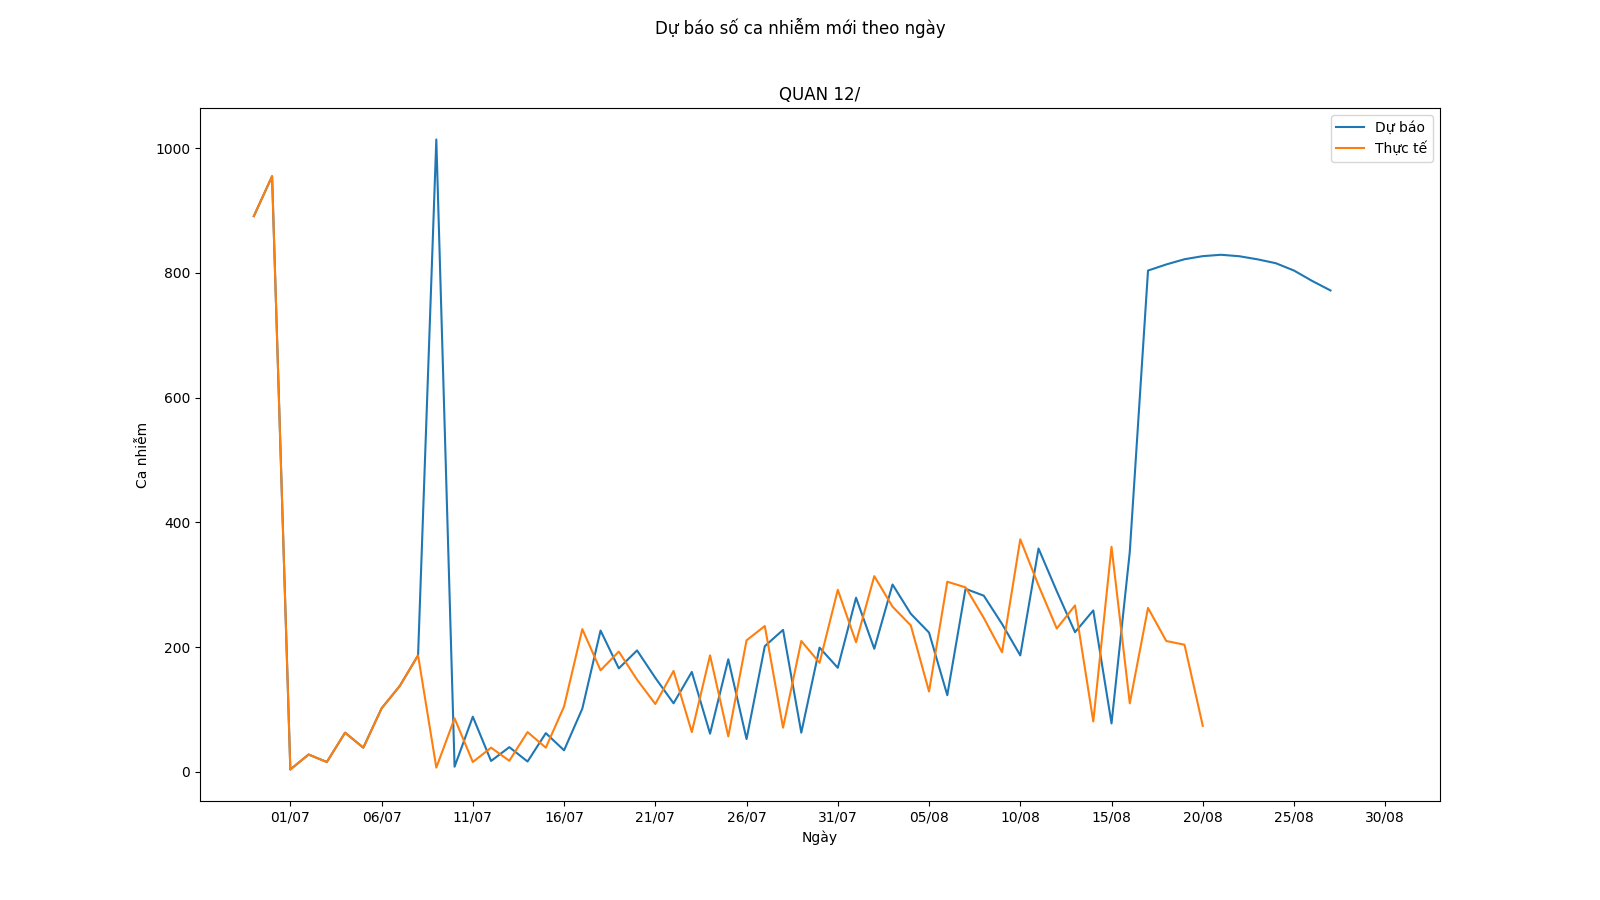 Dự báo số ca nhiễm mới theo ngày
QUAN 12/
Dự báo
Thực tế
1000
800
600
400
200
0
Ca nhiễm
01/07 06/07 11/07 16/07 21/07 26/07 31/07 05/08 10/08 15/08 20/08 25/08 30/08
Ngày